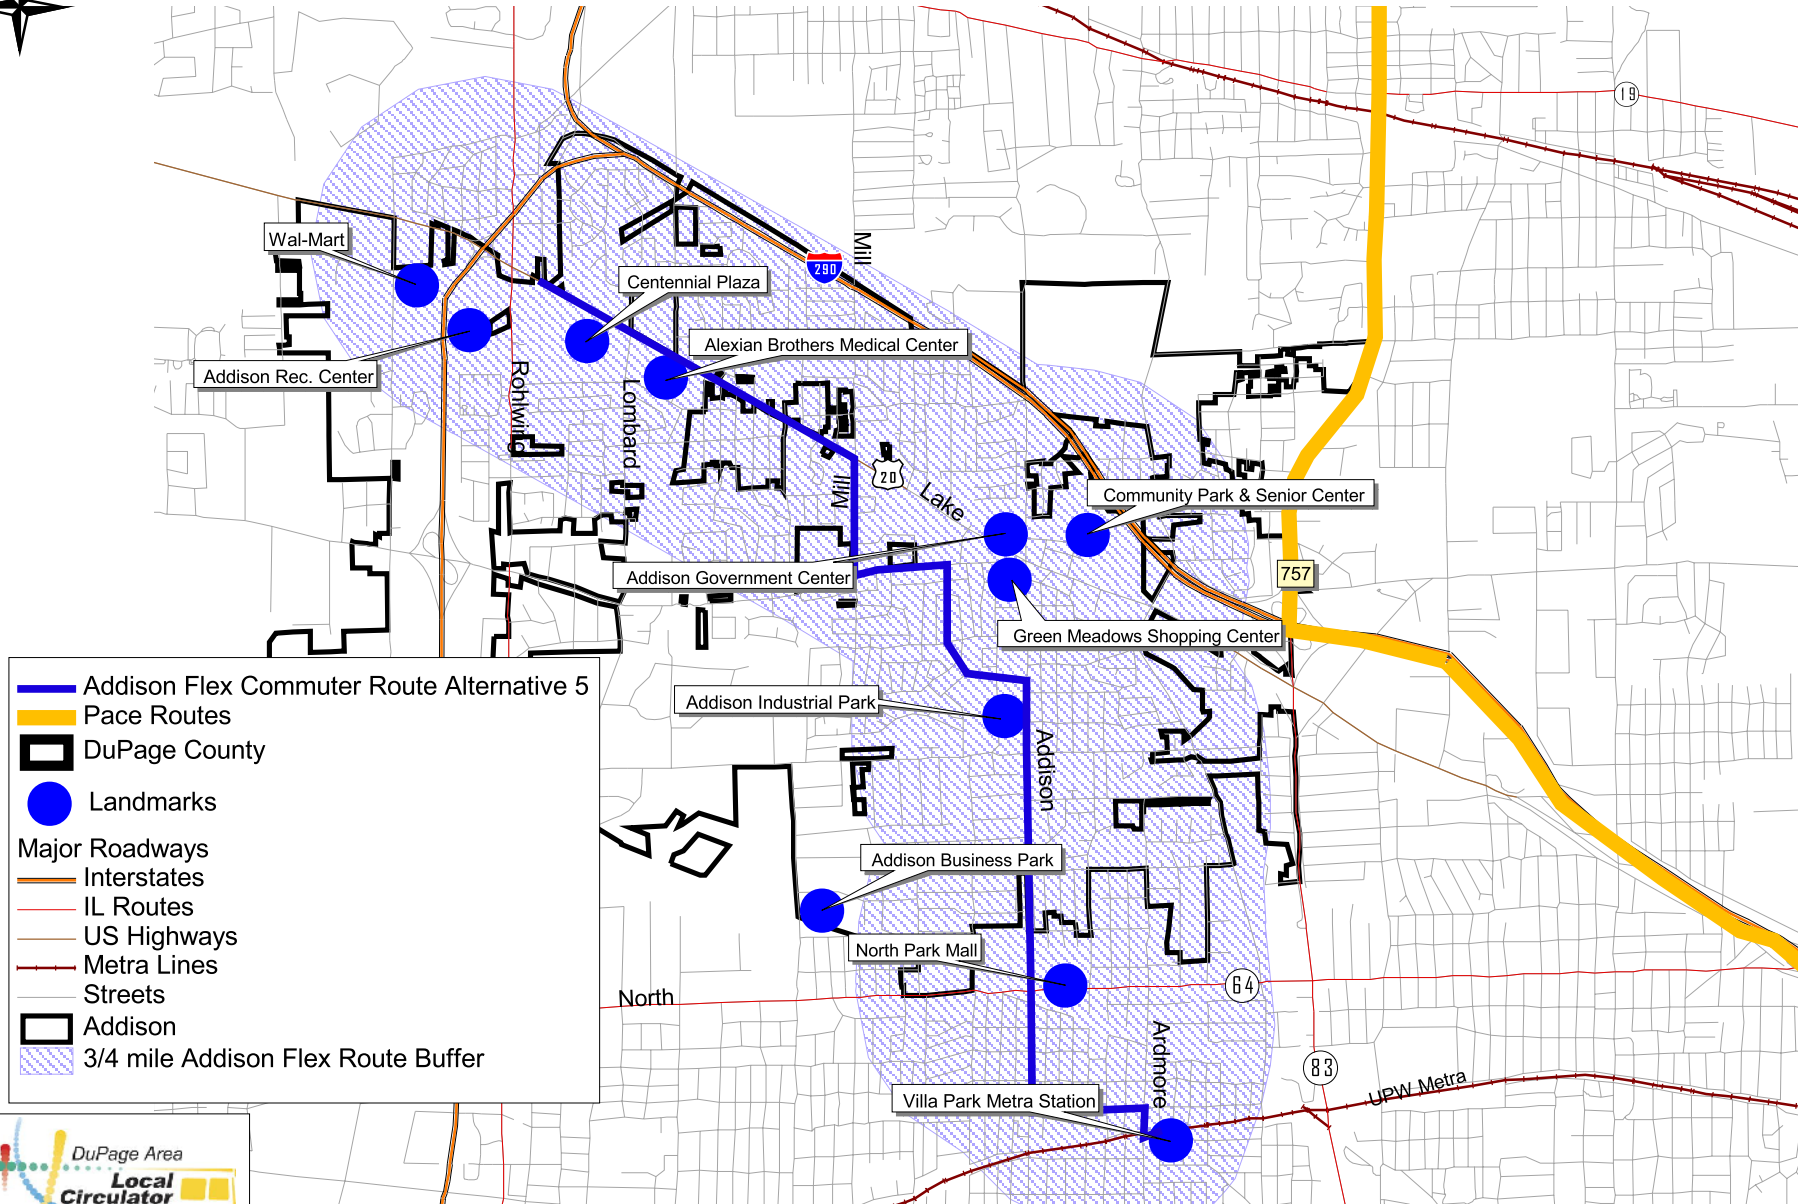 19
Mill
Wal-Mart
290
Centennial Plaza
Alexian Brothers Medical Center
Addison Rec. Center
Rohlwing
Lombard
Mill
20
Lake
Community Park & Senior Center
Addison Government Center
757
Green Meadows Shopping Center
Addison Industrial Park
Addison
Addison Business Park
North Park Mall
North
64
Ardmore
83
UPW Metra
Villa Park Metra Station
Addison Flex Commuter Route Alternative 5
Pace Routes
DuPage County
Landmarks
Major Roadways
Interstates
IL Routes
US Highways
Metra Lines
Streets
Addison
3/4 mile Addison Flex Route Buffer
DuPage Area
Local
Circulator